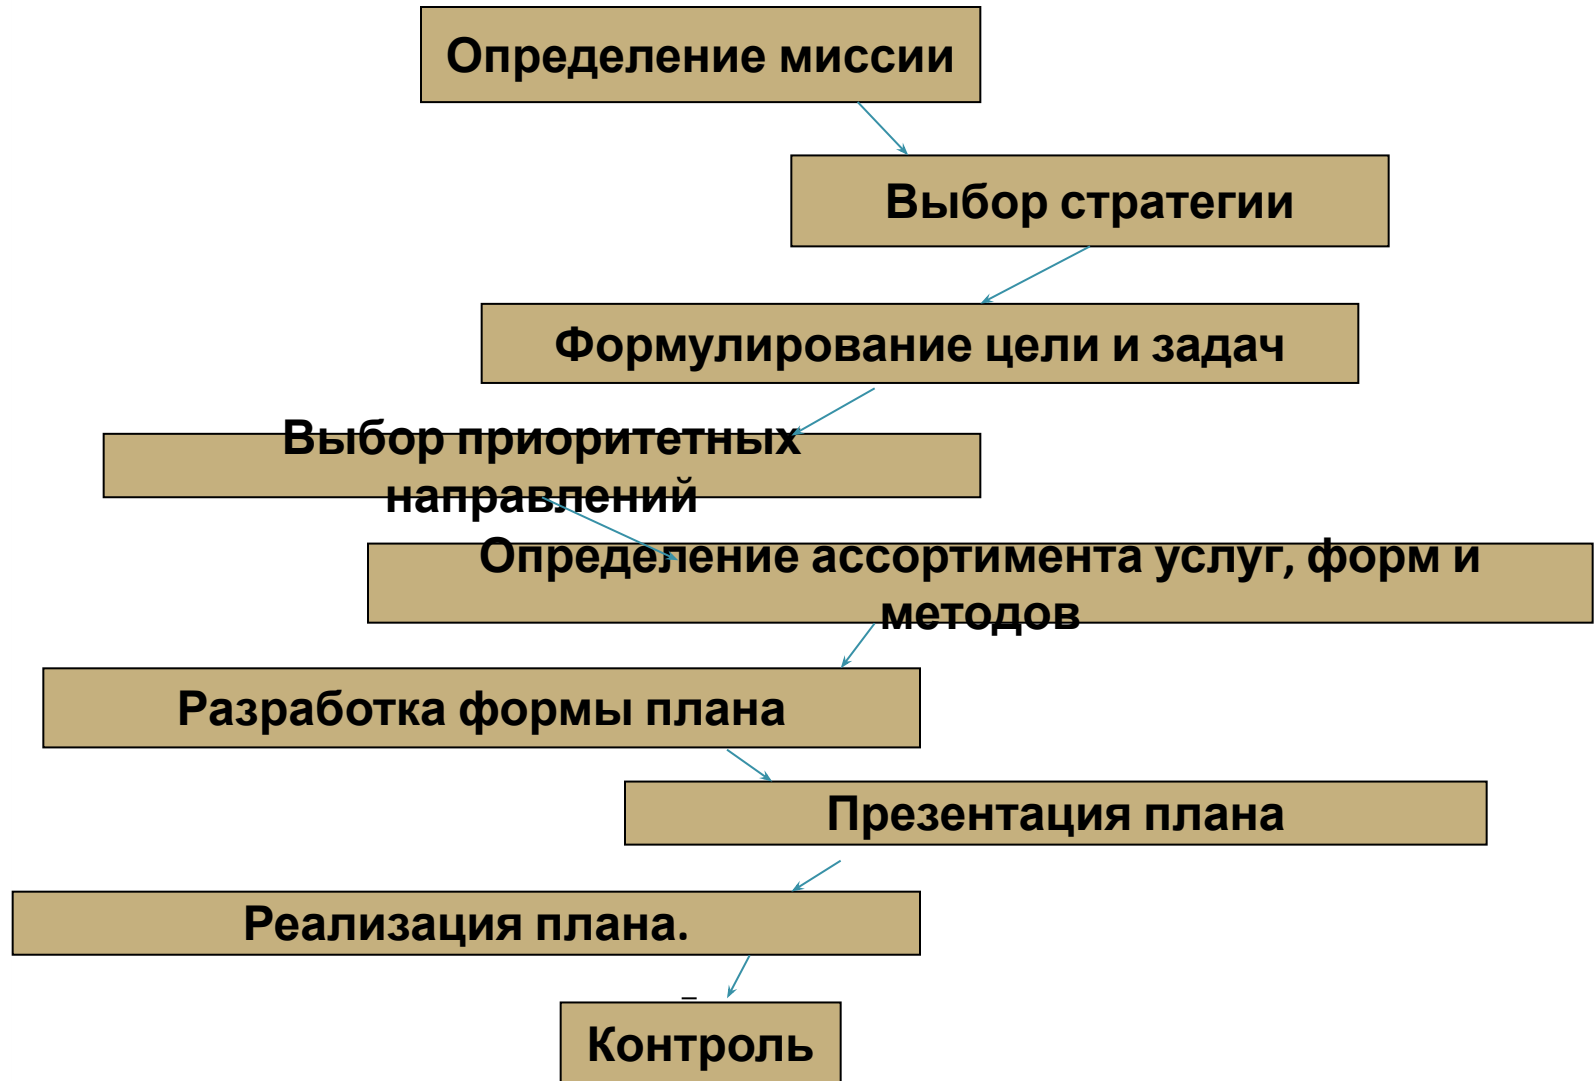 Определение миссии
Выбор стратегии
Формулирование цели и задач
Выбор приоритетных
направлений
Определение ассортимента услуг, форм и
методов
Разработка формы плана
Презентация плана
Реализация плана.
Контроль